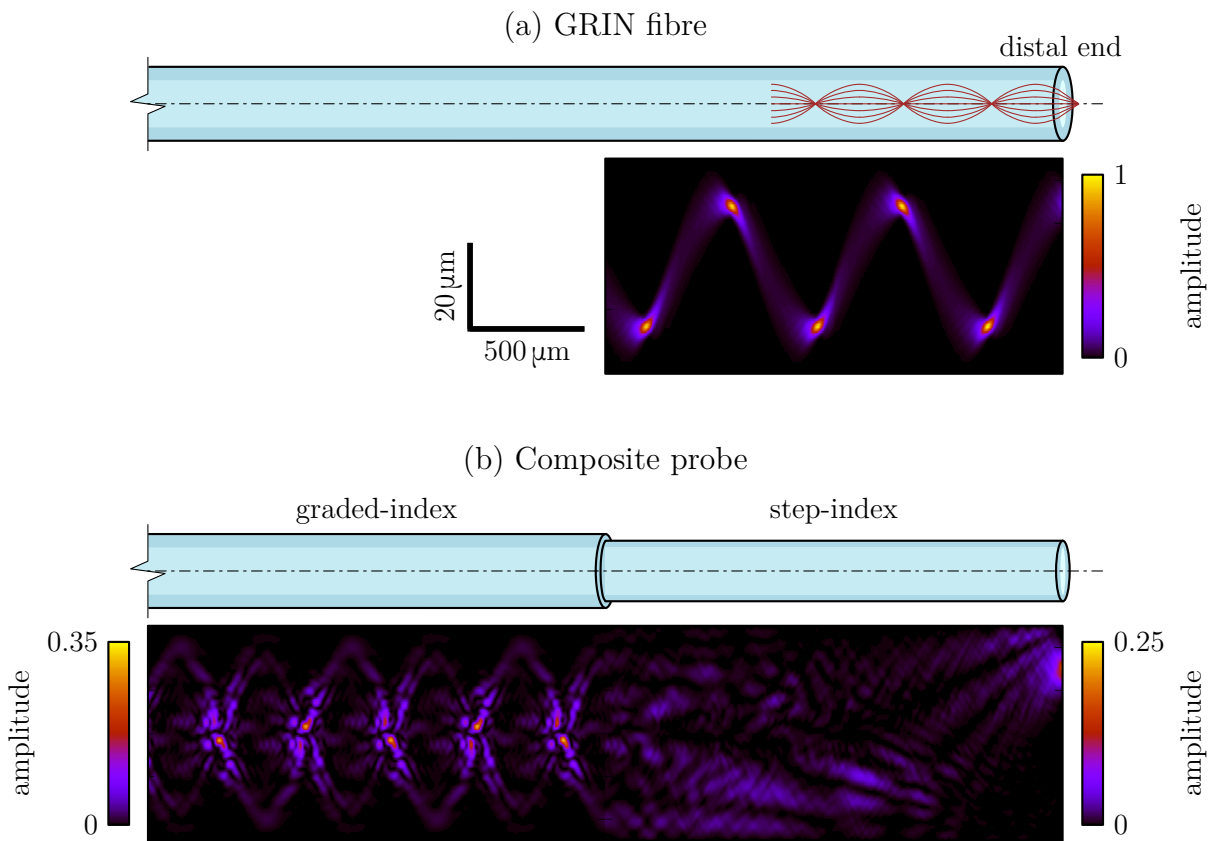 (a) GRIN fibre
distal end
1
amplitude
0
20 µm
500 µm
(b) Composite probe
graded-index
step-index
0.35
amplitude
0
0.25
amplitude
0